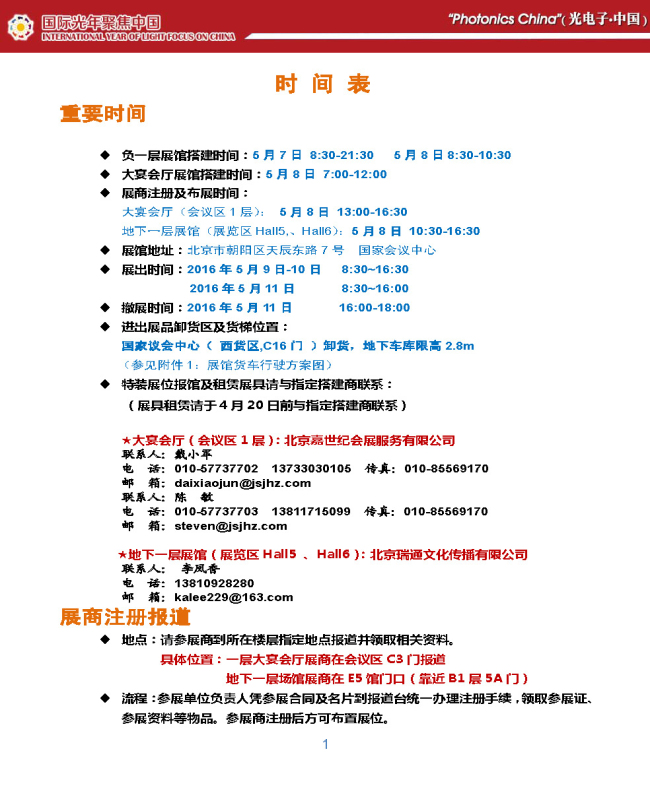 国际光年聚焦中国
INTERNATIONAL YEAR OF LIGHT FOCUS ON CHINA
"Photonics China"(光电子·中国)
时 间 表
重要时间
◆ 负一层展馆搭建时间：5 月 7 日 8:30-21:30 5 月 8 日 8:30-10:30
◆ 大宴会厅展馆搭建时间：5 月 8 日 7:00-12:00
◆ 展商注册及布展时间：
大宴会厅（会议区 1 层）： 5 月 8 日 13:00-16:30
地下一层展馆（展览区 Hall5,、Hall6）：5 月 8 日 10:30-16:30
◆ 展馆地址：北京市朝阳区天辰东路 7 号 国家会议中心
◆ 展出时间：2016 年 5 月 9 日-10 日 8:30~16:30
2016 年 5 月 11 日 8:30~16:00
◆ 撤展时间：2016 年 5 月 11 日 16:00-18:00
◆ 进出展品卸货区及货梯位置：
国家议会中心（ 西货区,C16 门 ）卸货，地下车库限高 2.8m
（参见附件 1：展馆货车行驶方案图）
◆ 特装展位报馆及租赁展具请与指定搭建商联系：
（展具租赁请于 4 月 20 日前与指定搭建商联系）
★大宴会厅（会议区 1 层）：北京嘉世纪会展服务有限公司
联系人：戴小军
电 话：010-57737702 13733030105 传真：010-85569170
邮 箱：daixiaojun@jsjhz.com
联系人：陈 敏
电 话：010-57737703 13811715099 传真：010-85569170
邮 箱：steven@jsjhz.com
★地下一层展馆（展览区 Hall5 、Hall6）：北京瑞通文化传播有限公司
联系人： 李凤香
电 话：13810928280
邮 箱：kalee229@163.com
展商注册报道
◆ 地点：请参展商到所在楼层指定地点报道并领取相关资料。
具体位置：一层大宴会厅展商在会议区 C3 门报道
地下一层场馆展商在 E5 馆门口（靠近 B1 层 5A 门）
◆ 流程：参展单位负责人凭参展合同及名片到报道台统一办理注册手续，领取参展证、
参展资料等物品。参展商注册后方可布置展位。
1